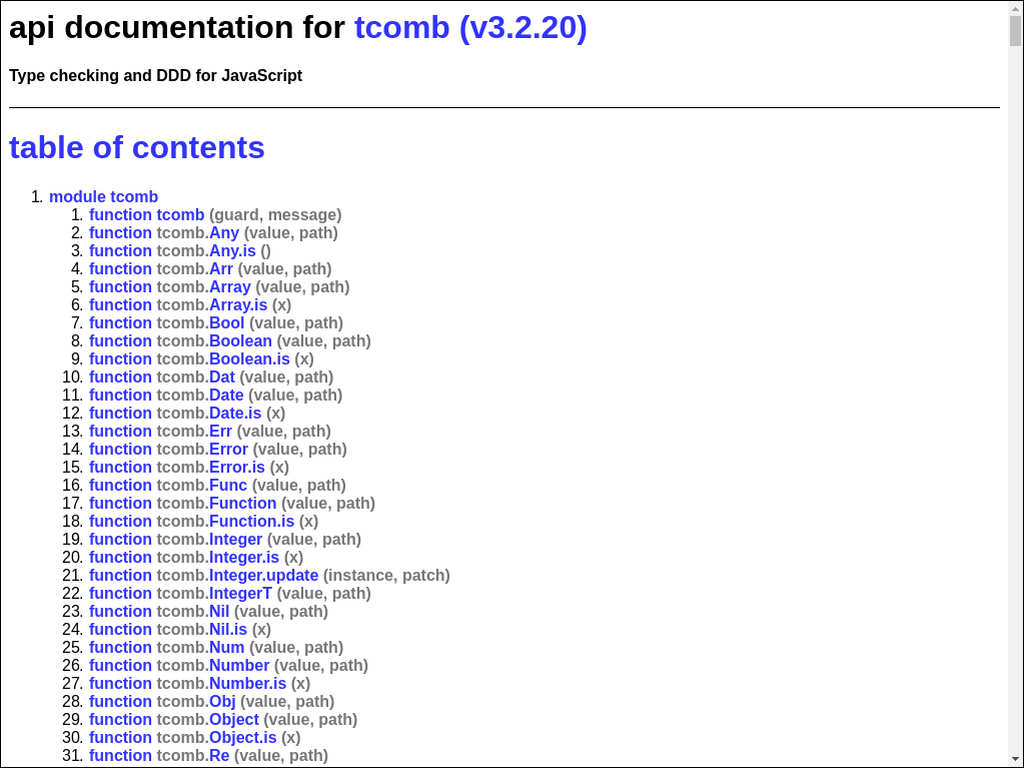 api documentation for tcomb (v3.2.20)
Type checking and DDD for JavaScript
table of contents
1. module tcomb
1. function tcomb (guard, message)
2. function tcomb.Any (value, path)
3. function tcomb.Any.is ()
4. function tcomb.Arr (value, path)
5. function tcomb.Array (value, path)
6. function tcomb.Array.is (x)
7. function tcomb.Bool (value, path)
8. function tcomb.Boolean (value, path)
9. function tcomb.Boolean.is (x)
10. function tcomb.Dat (value, path)
11. function tcomb.Date (value, path)
12. function tcomb.Date.is (x)
13. function tcomb.Err (value, path)
14. function tcomb.Error (value, path)
15. function tcomb.Error.is (x)
16. function tcomb.Func (value, path)
17. function tcomb.Function (value, path)
18. function tcomb.Function.is (x)
19. function tcomb.Integer (value, path)
20. function tcomb.Integer.is (x)
21. function tcomb.Integer.update (instance, patch)
22. function tcomb.IntegerT (value, path)
23. function tcomb.Nil (value, path)
24. function tcomb.Nil.is (x)
25. function tcomb.Num (value, path)
26. function tcomb.Number (value, path)
27. function tcomb.Number.is (x)
28. function tcomb.Obj (value, path)
29. function tcomb.Object (value, path)
30. function tcomb.Object.is (x)
31. function tcomb.Re (value, path)